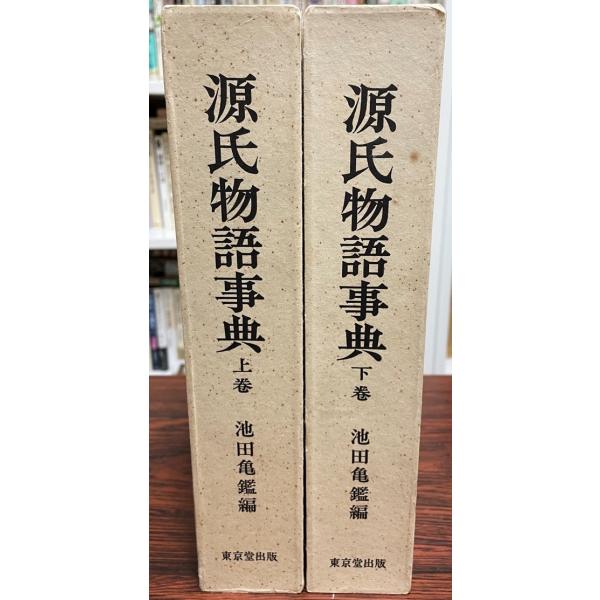 源氏物語事典
上巻
池田亀鑑編
東京堂出版
源氏物語事典
下巻
池田亀鑑編
東京堂出版